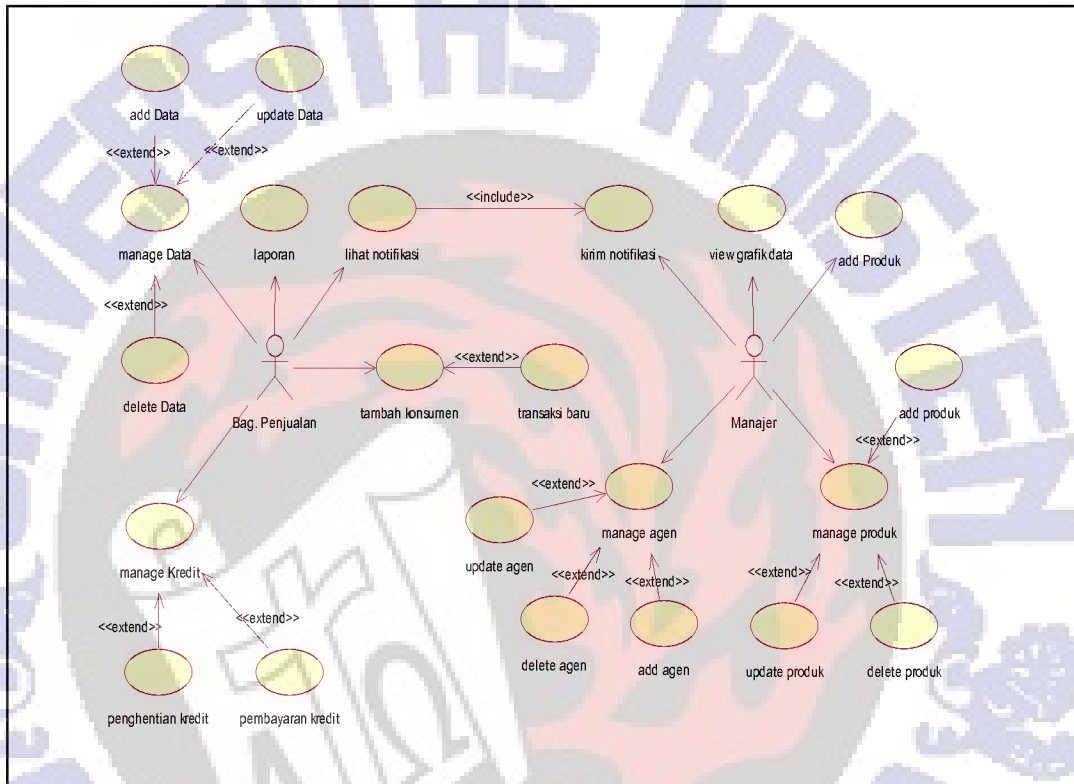 UNIVERSITAS KRISTEN
add Data
update Data
<<extend>>
<<extend>>
<<include>>
manage Data
laporan
lihat notifikasi
kirim notifikasi
view grafik data
add Produk
<<extend>>
<<extend>>
delete Data
Bag. Penjualan
tambah konsumen
transaksi baru
Manajer
add produk
<<extend>>
<<extend>>
manage agen
manage produk
update agen
manage Kredit
<<extend>>
<<extend>>
<<extend>>
<<extend>>
<<extend>>
<<extend>>
delete agen
add agen
update produk
delete produk
penghentian kredit
pembayaran kredit